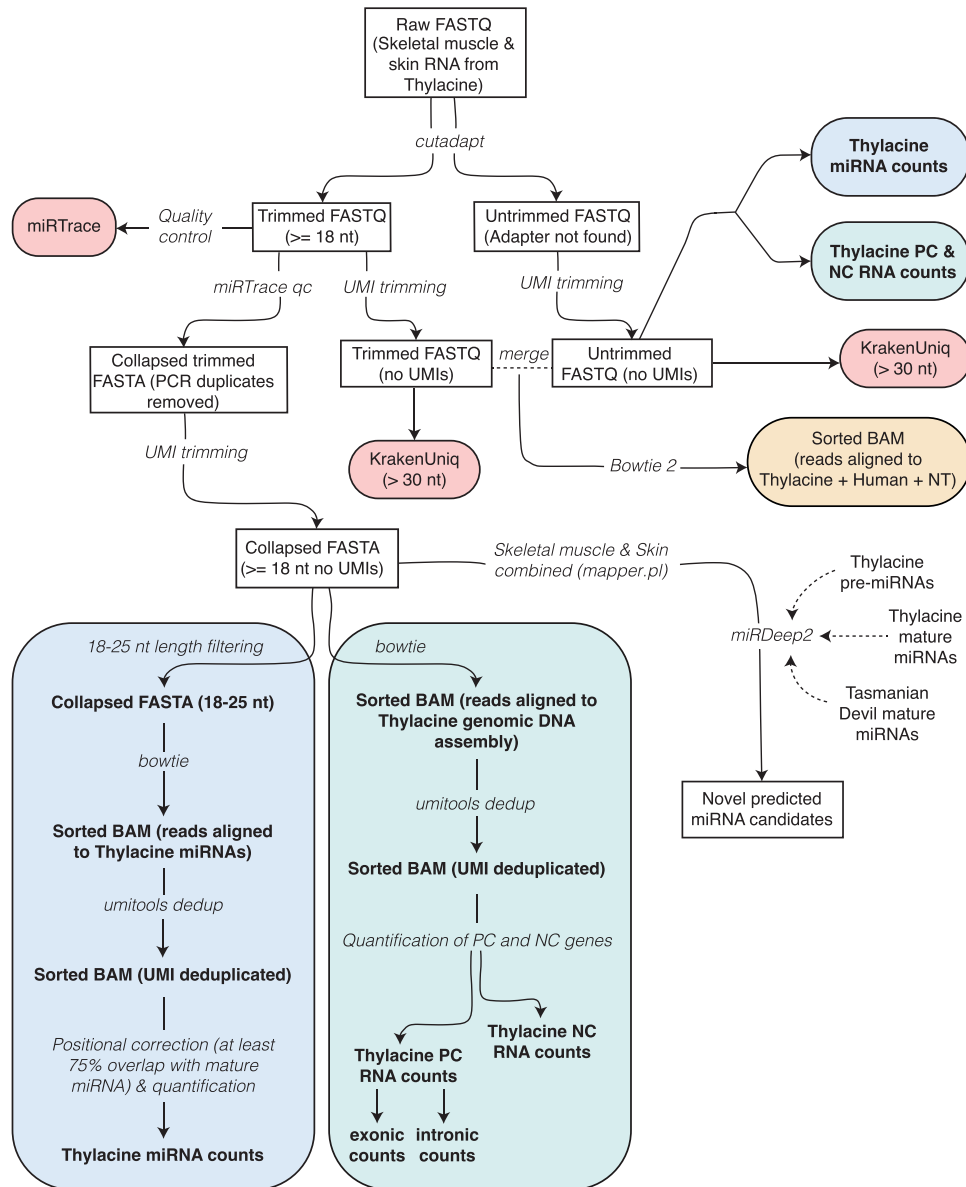 Raw FASTQ
(Skeletal muscle &
skin RNA from
Thylacine)
cutadapt
Thylacine
miRNA counts
miRTrace
Quality
control
Trimmed FASTQ
(>= 18 nt)
Untrimmed FASTQ
(Adapter not found)
Thylacine PC &
NC RNA counts
miRTrace qc
UMI trimming
UMI trimming
Collapsed trimmed
FASTA (PCR duplicates
removed)
Trimmed FASTQ
(no UMIs)
merge
Untrimmed
FASTQ (no UMIs)
KrakenUniq
(> 30 nt)
UMI trimming
KrakenUniq
(> 30 nt)
Bowtie 2
Sorted BAM
(reads aligned to
Thylacine + Human + NT)
Collapsed FASTA
(>= 18 nt no UMIs)
Skeletal muscle & Skin
combined (mapper.pl)
Thylacine
pre-miRNAs
miRDeep2
Thylacine
mature
miRNAs
Tasmanian
Devil mature
miRNAs
Novel predicted
miRNA candidates
18-25 nt length filtering
Collapsed FASTA (18-25 nt)
bowtie
Sorted BAM (reads aligned
to Thylacine miRNAs)
umitools dedup
Sorted BAM (UMI deduplicated)
Positional correction (at least
75% overlap with mature
miRNA) & quantification
Thylacine miRNA counts
bowtie
Sorted BAM (reads aligned to
Thylacine genomic DNA
assembly)
umitools dedup
Sorted BAM (UMI deduplicated)
Quantification of PC and NC genes
Thylacine PC
RNA counts
Thylacine NC
RNA counts
exonic
counts
intronic
counts